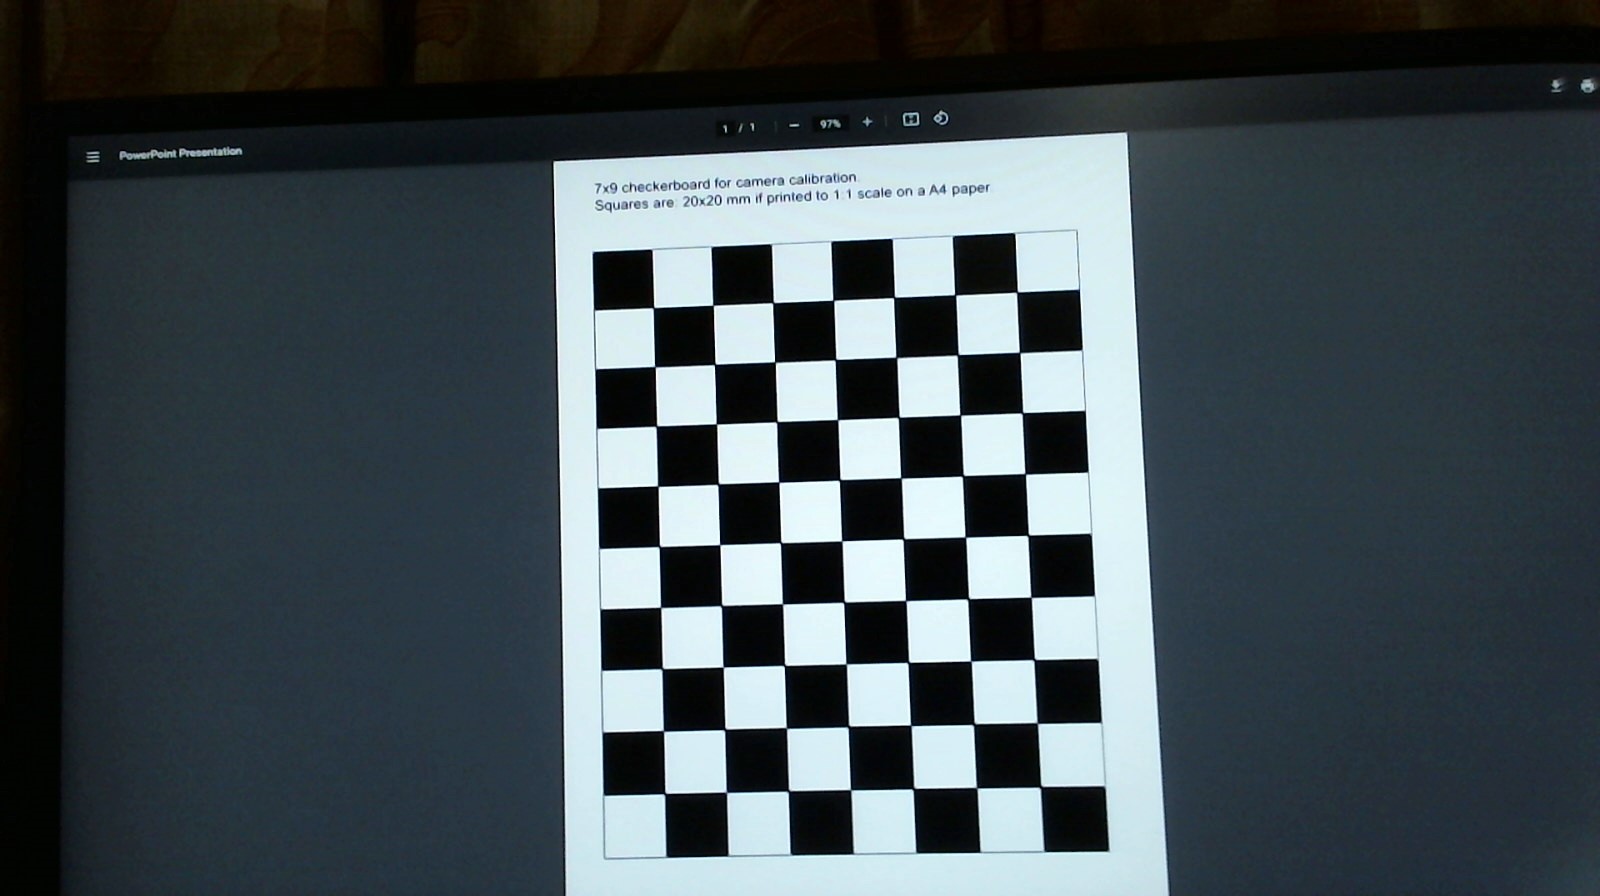 1 / 1 − 97% +
PowerPoint Presentation
7x9 checkerboard for camera calibration.
Squares are: 20x20 mm if printed to 1:1 scale on a A4 paper.